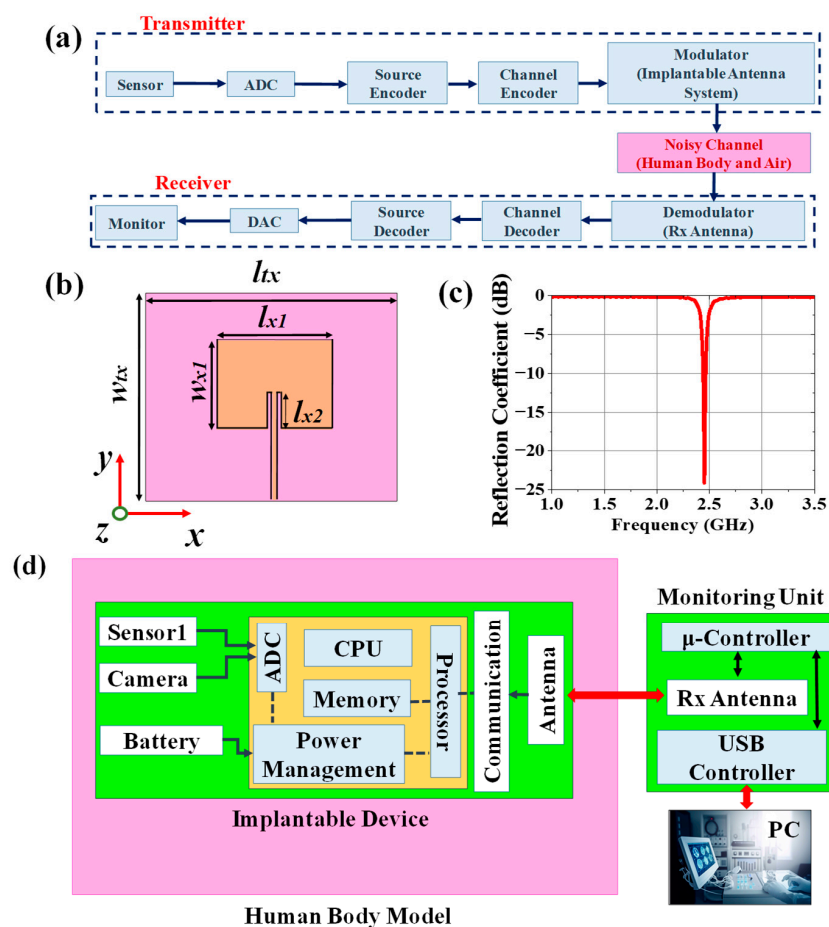 (a)
Transmitter
Sensor
ADC
Source
Encoder
Channel
Encoder
Modulator
(Implantable Antenna
System)
Noisy Channel
(Human Body and Air)
Receiver
Monitor
DAC
Source
Decoder
Channel
Decoder
Demodulator
(Rx Antenna)
(b)
ltx
lx1
wtx
wx1
lx2
y
z
x
(c)
Reflection Coefficient (dB)
0
−5
−10
−15
−20
−25
1.0 1.5 2.0 2.5 3.0 3.5
Frequency (GHz)
(d)
Sensor1
Camera
Battery
ADC
CPU
Memory
Power
Management
Processor
Communication
Antenna
Implantable Device
Human Body Model
Monitoring Unit
μ-Controller
Rx Antenna
USB
Controller
PC